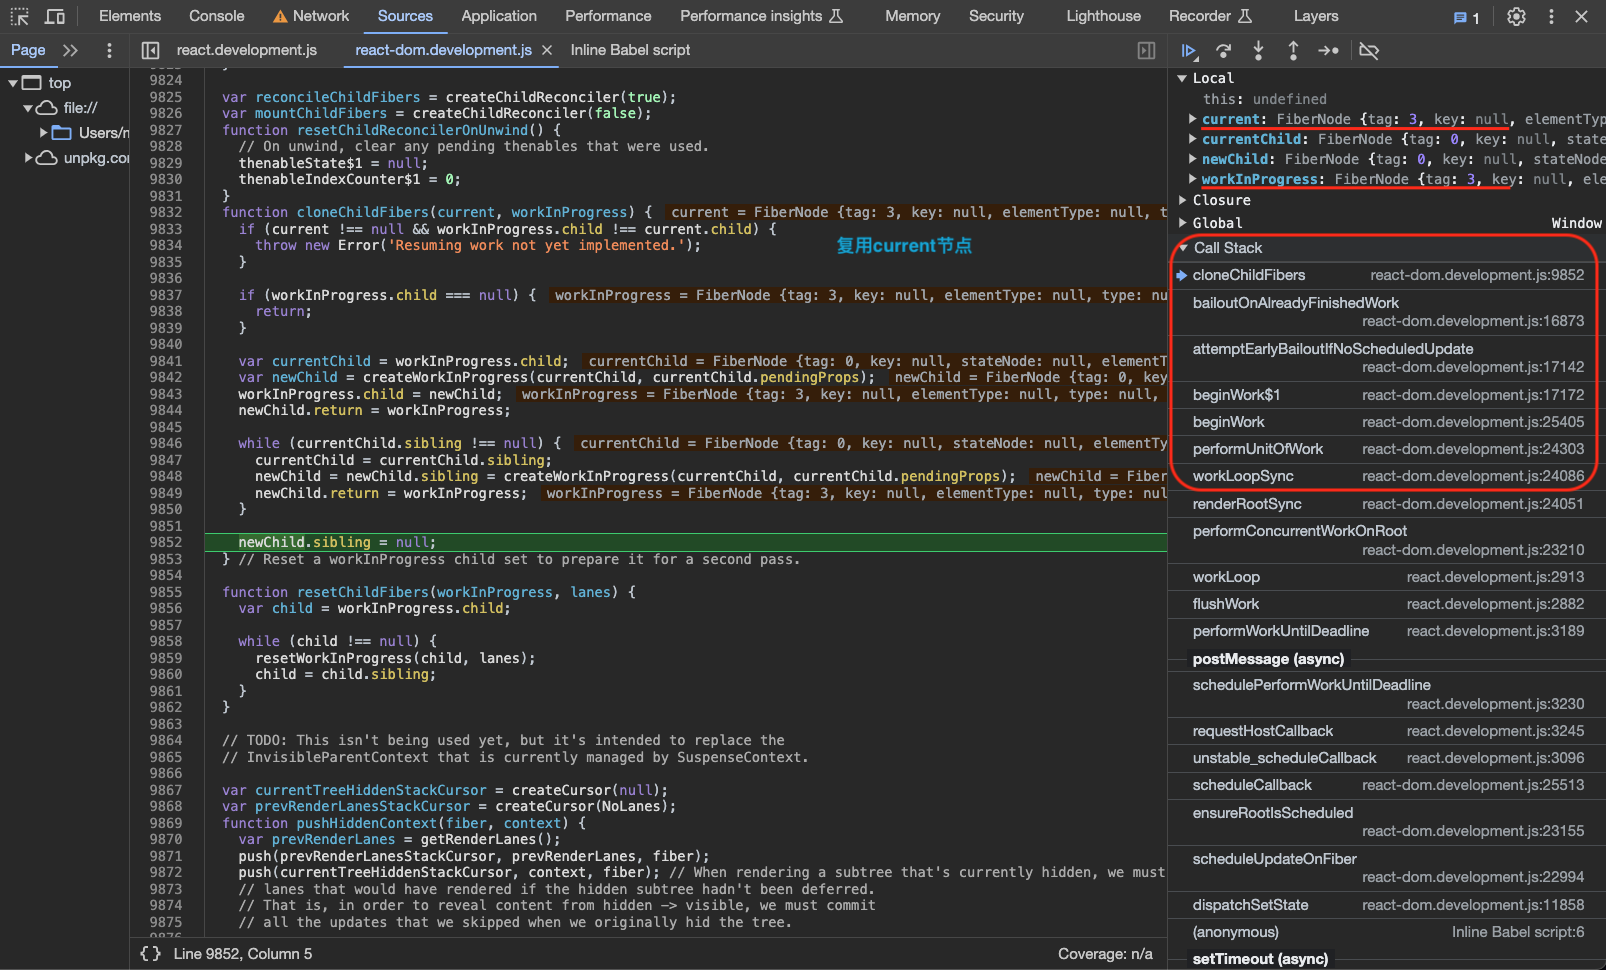 Elements Console Network Sources Application Performance Performance insights Memory Security Lighthouse Recorder Layers 1
Page react.development.js react-dom.development.js Inline Babel script
top
file://
Users/n
unpkg.co
9824
9825 var reconcileChildFibers = createChildReconciler(true);
9826 var mountChildFibers = createChildReconciler(false);
9827 function resetChildReconcilerOnUnwind() {
9828 // On unwind, clear any pending thenables that were used.
9829 thenableState$1 = null;
9830 thenableIndexCounter$1 = 0;
9831 }
9832 function cloneChildFibers(current, workInProgress) { current = FiberNode {tag: 3, key: null, elementType: null, t
9833 if (current !== null && workInProgress.child !== current.child) {
9834 throw new Error('Resuming work not yet implemented.'); 复用current节点
9835 }
9836
9837 if (workInProgress.child === null) { workInProgress = FiberNode {tag: 3, key: null, elementType: null, type: nu
9838 return;
9839 }
9840
9841 var currentChild = workInProgress.child; currentChild = FiberNode {tag: 0, key: null, stateNode: null, elementT
9842 var newChild = createWorkInProgress(currentChild, currentChild.pendingProps); newChild = FiberNode {tag: 0, key
9843 workInProgress.child = newChild; workInProgress = FiberNode {tag: 3, key: null, elementType: null, type: null,
9844 newChild.return = workInProgress;
9845
9846 while (currentChild.sibling !== null) { currentChild = FiberNode {tag: 0, key: null, stateNode: null, elementTy
9847 currentChild = currentChild.sibling;
9848 newChild = newChild.sibling = createWorkInProgress(currentChild, currentChild.pendingProps); newChild = Fiber
9849 newChild.return = workInProgress; workInProgress = FiberNode {tag: 3, key: null, elementType: null, type: nul
9850 }
9851
9852 newChild.sibling = null;
9853 } // Reset a workInProgress child set to prepare it for a second pass.
9854
9855 function resetChildFibers(workInProgress, lanes) {
9856 var child = workInProgress.child;
9857
9858 while (child !== null) {
9859 resetWorkInProgress(child, lanes);
9860 child = child.sibling;
9861 }
9862 }
9863
9864 // TODO: This isn't being used yet, but it's intended to replace the
9865 // InvisibleParentContext that is currently managed by SuspenseContext.
9866
9867 var currentTreeHiddenStackCursor = createCursor(null);
9868 var prevRenderLanesStackCursor = createCursor(NoLanes);
9869 function pushHiddenContext(fiber, context) {
9870 var prevRenderLanes = getRenderLanes();
9871 push(prevRenderLanesStackCursor, prevRenderLanes, fiber);
9872 push(currentTreeHiddenStackCursor, context, fiber); // When rendering a subtree that's currently hidden, we must
9873 // lanes that would have rendered if the hidden subtree hadn't been deferred.
9874 // That is, in order to reveal content from hidden -> visible, we must commit
9875 // all the updates that we skipped when we originally hid the tree.
{} Line 9852, Column 5 Coverage: n/a
Local
this: undefined
current: FiberNode {tag: 3, key: null, elementTyp
currentChild: FiberNode {tag: 0, key: null, state
newChild: FiberNode {tag: 0, key: null, stateNode
workInProgress: FiberNode {tag: 3, key: null, ele
Closure
Global Window
Call Stack
cloneChildFibers react-dom.development.js:9852
bailoutOnAlreadyFinishedWork
react-dom.development.js:16873
attemptEarlyBailoutIfNoScheduledUpdate
react-dom.development.js:17142
beginWork$1 react-dom.development.js:17172
beginWork react-dom.development.js:25405
performUnitOfWork react-dom.development.js:24303
workLoopSync react-dom.development.js:24086
renderRootSync react-dom.development.js:24051
performConcurrentWorkOnRoot
react-dom.development.js:23210
workLoop react.development.js:2913
flushWork react.development.js:2882
performWorkUntilDeadline react.development.js:3189
postMessage (async)
schedulePerformWorkUntilDeadline
react.development.js:3230
requestHostCallback react.development.js:3245
unstable_scheduleCallback react.development.js:3096
scheduleCallback react-dom.development.js:25513
ensureRootIsScheduled
react-dom.development.js:23155
scheduleUpdateOnFiber
react-dom.development.js:22994
dispatchSetState react-dom.development.js:11858
(anonymous) Inline Babel script:6
setTimeout (async)